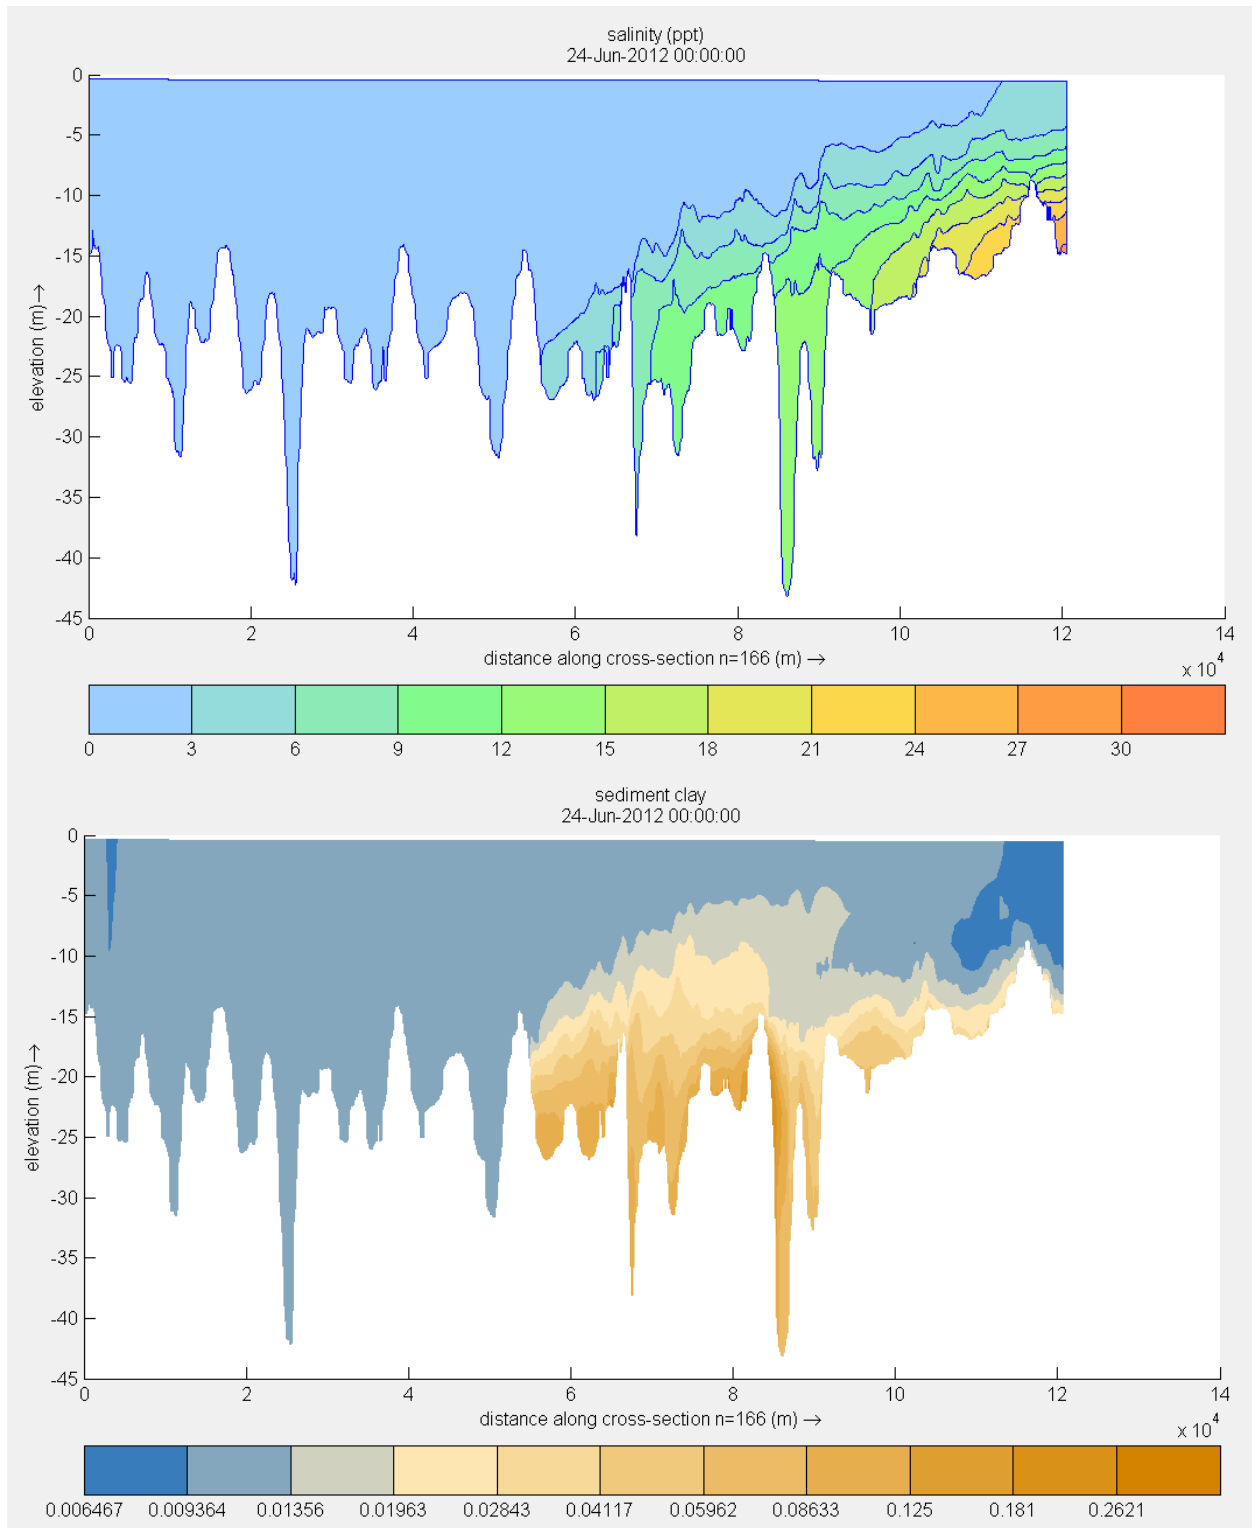 salinity (ppt)
24-Jun-2012 00:00:00
0
-5
-10
-15
-20
-25
-30
-35
-40
-45
elevation (m)→
0 2 4 6 8 10 12 14
distance along cross-section n=166 (m) →
x 10^4
0 3 6 9 12 15 18 21 24 27 30
sediment clay
24-Jun-2012 00:00:00
0
-5
-10
-15
-20
-25
-30
-35
-40
-45
elevation (m)→
0 2 4 6 8 10 12 14
distance along cross-section n=166 (m) →
x 10^4
0.006467 0.009364 0.01356 0.01963 0.02843 0.04117 0.05962 0.08633 0.125 0.181 0.2621